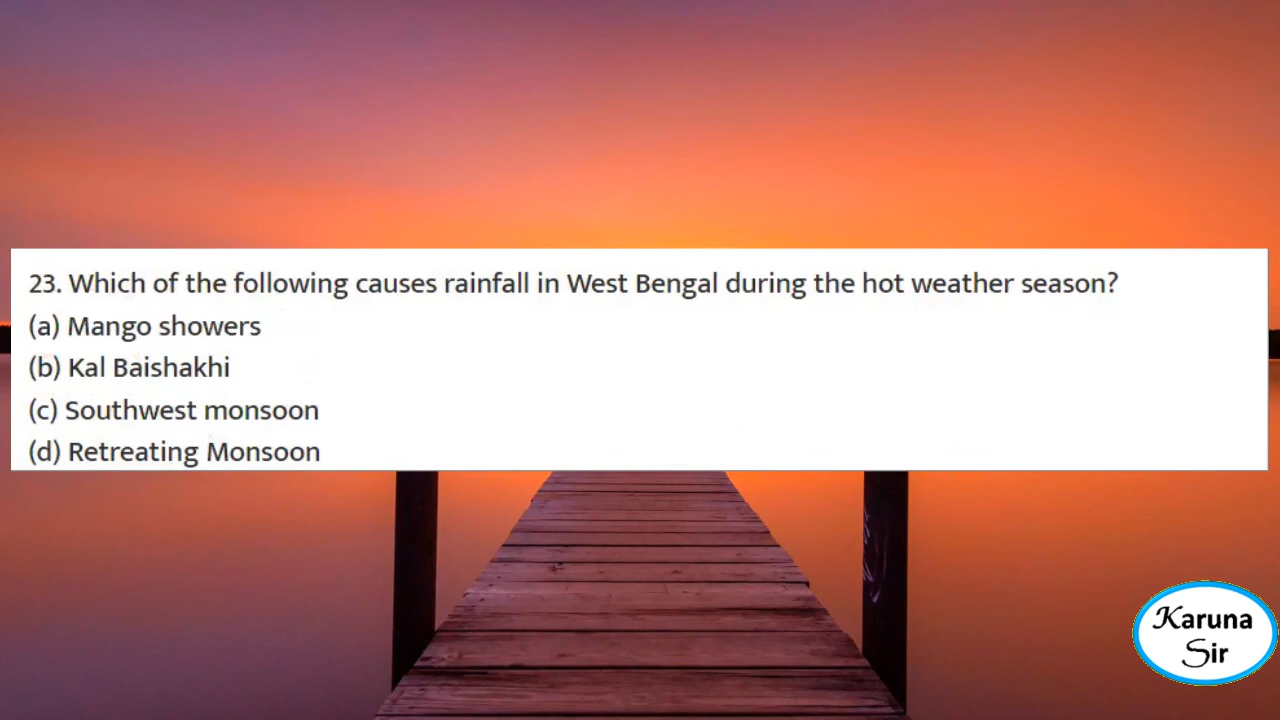 23. Which of the following causes rainfall in West Bengal during the hot weather season?
(a) Mango showers
(b) Kal Baishakhi
(c) Southwest monsoon
(d) Retreating Monsoon
Karuna
Sir